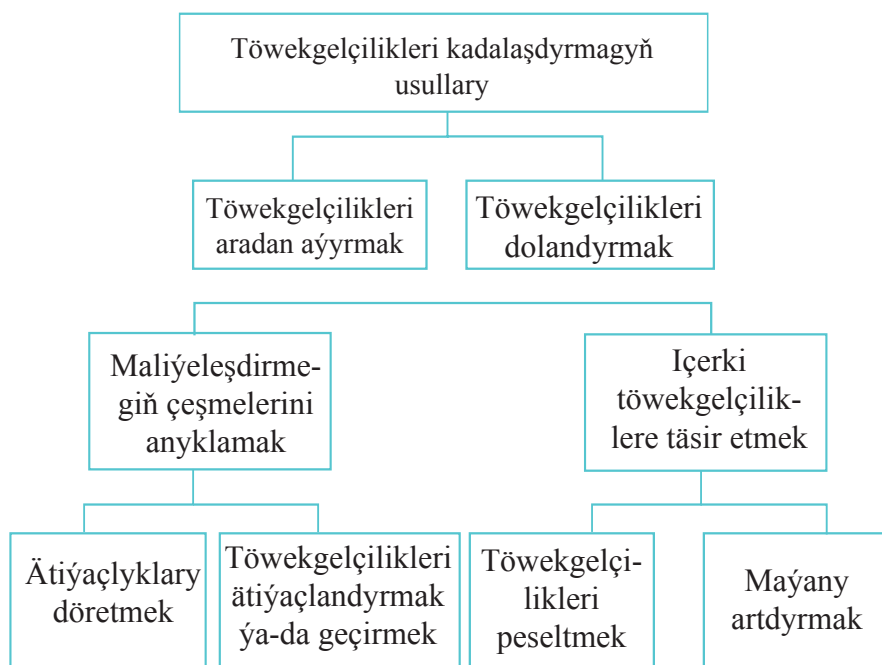 Töwekgelçilikleri kadalaşdyrmagyň
usullary
Töwekgelçilikleri
aradan aýyrmak
Töwekgelçilikleri
dolandyrmak
Maliýeleşdirme-
giň çeşmelerini
anyklamak
Içerki
töwekgelçilik-
lere täsir etmek
Ätiýaçlyklary
döretmek
Töwekgelçilikleri
ätiýaçlandyrmak
ýa-da geçirmek
Töwekgelçi-
likleri
peseltmek
Maýany
artdyrmak